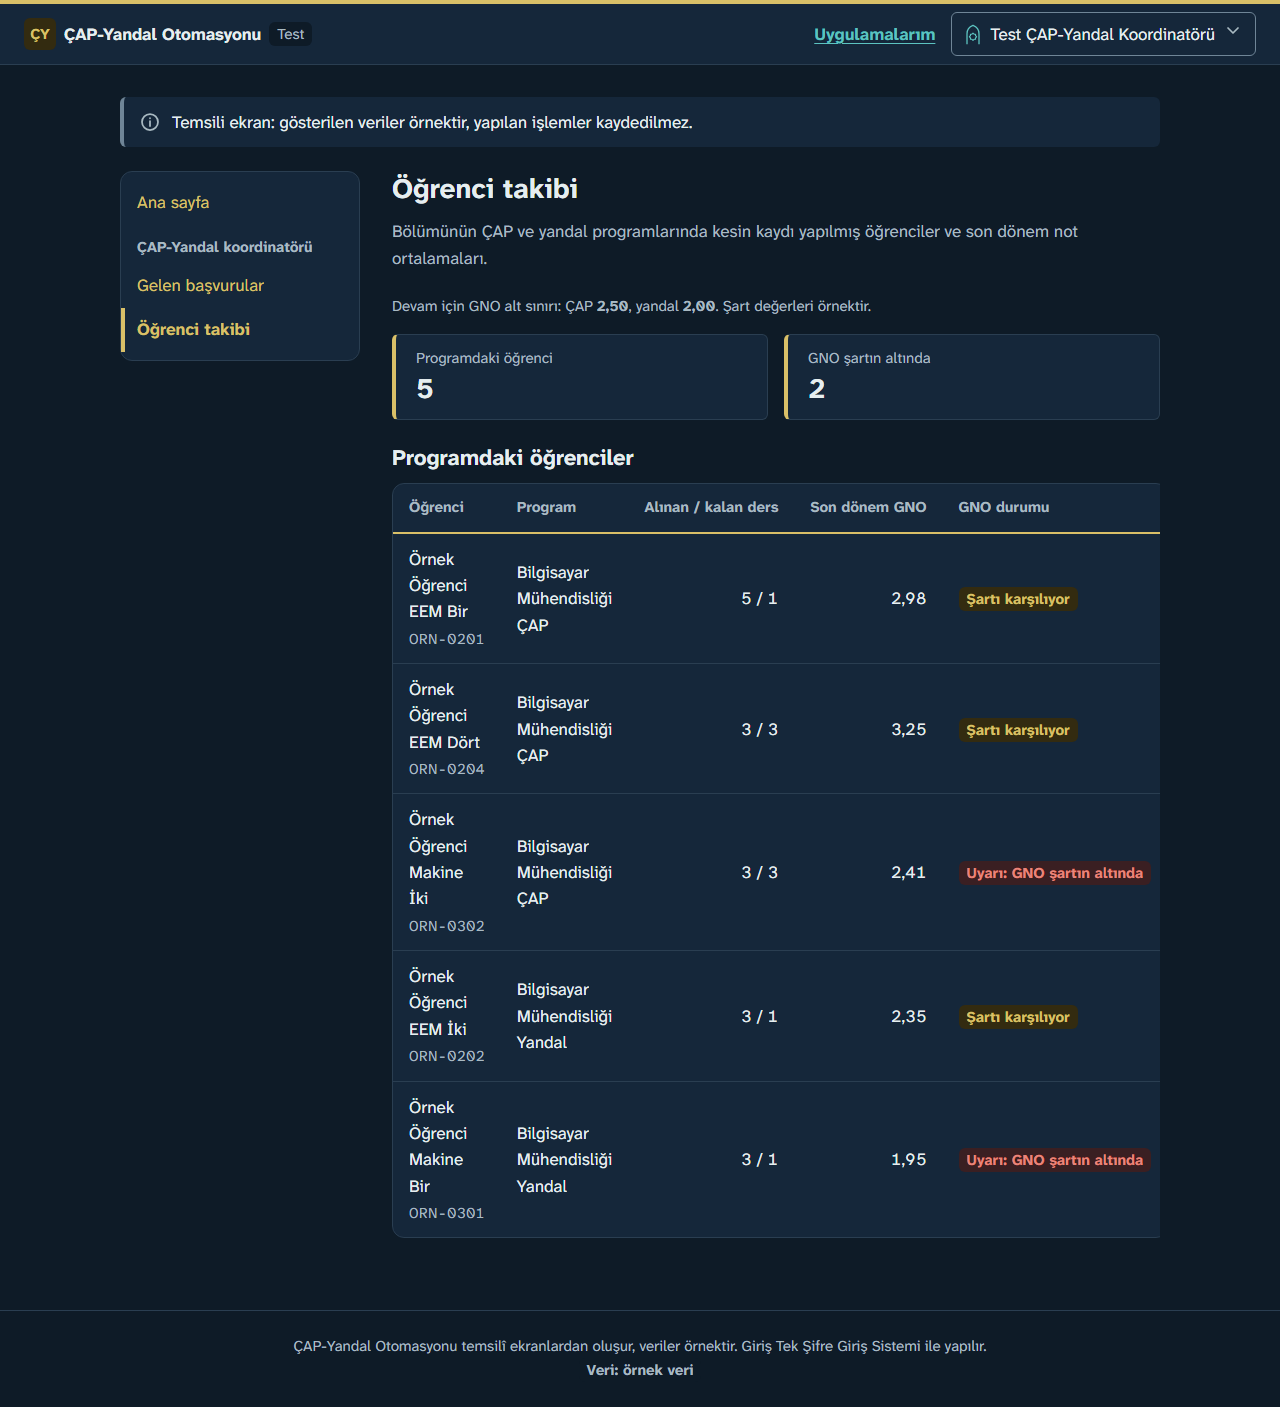 ÇY ÇAP-Yandal Otomasyonu Test
Uygulamalarım
Test ÇAP-Yandal Koordinatörü
Temsili ekran: gösterilen veriler örnektir, yapılan işlemler kaydedilmez.
Ana sayfa
ÇAP-Yandal koordinatörü
Gelen başvurular
Öğrenci takibi
Öğrenci takibi
Bölümünün ÇAP ve yandal programlarında kesin kaydı yapılmış öğrenciler ve son dönem not
ortalamaları.
Devam için GNO alt sınırı: ÇAP 2,50, yandal 2,00. Şart değerleri örnektir.
Programdaki öğrenci
5
GNO şartın altında
2
Programdaki öğrenciler
Öğrenci Program Alınan / kalan ders Son dönem GNO GNO durumu
Örnek
Öğrenci
EEM Bir
ORN-0201
Bilgisayar
Mühendisliği
ÇAP
5 / 1
2,98
Şartı karşılıyor
Örnek
Öğrenci
EEM Dört
ORN-0204
Bilgisayar
Mühendisliği
ÇAP
3 / 3
3,25
Şartı karşılıyor
Örnek
Öğrenci
Makine
İki
ORN-0302
Bilgisayar
Mühendisliği
ÇAP
3 / 3
2,41
Uyarı: GNO şartın altında
Örnek
Öğrenci
EEM İki
ORN-0202
Bilgisayar
Mühendisliği
Yandal
3 / 1
2,35
Şartı karşılıyor
Örnek
Öğrenci
Makine
Bir
ORN-0301
Bilgisayar
Mühendisliği
Yandal
3 / 1
1,95
Uyarı: GNO şartın altında
ÇAP-Yandal Otomasyonu temsilî ekranlardan oluşur, veriler örnektir. Giriş Tek Şifre Giriş Sistemi ile yapılır.
Veri: örnek veri